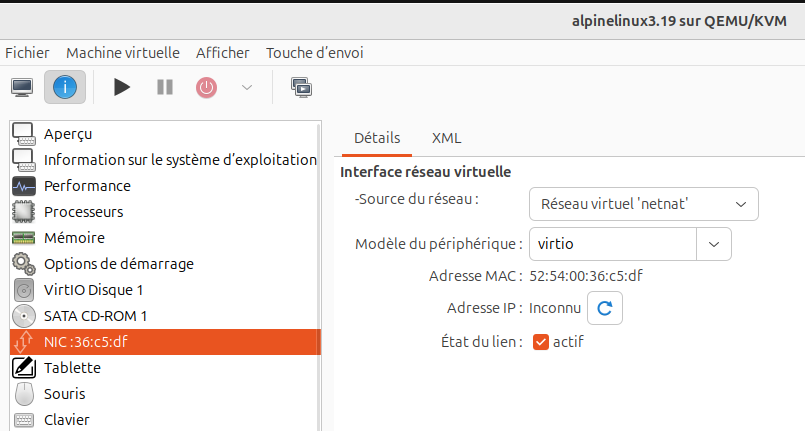 alpinelinux3.19 sur QEMU/KVM
Fichier Machine virtuelle Afficher Touche d'envoi
Aperçu
Information sur le système d'exploitation
Performance
Processeurs
Mémoire
Options de démarrage
VirtIO Disque 1
SATA CD-ROM 1
NIC :36:c5:df
Tablette
Souris
Clavier
Détails XML
Interface réseau virtuelle
-Source du réseau : Réseau virtuel 'netnat'
Modèle du périphérique : virtio
Adresse MAC : 52:54:00:36:c5:df
Adresse IP : Inconnu
État du lien : actif